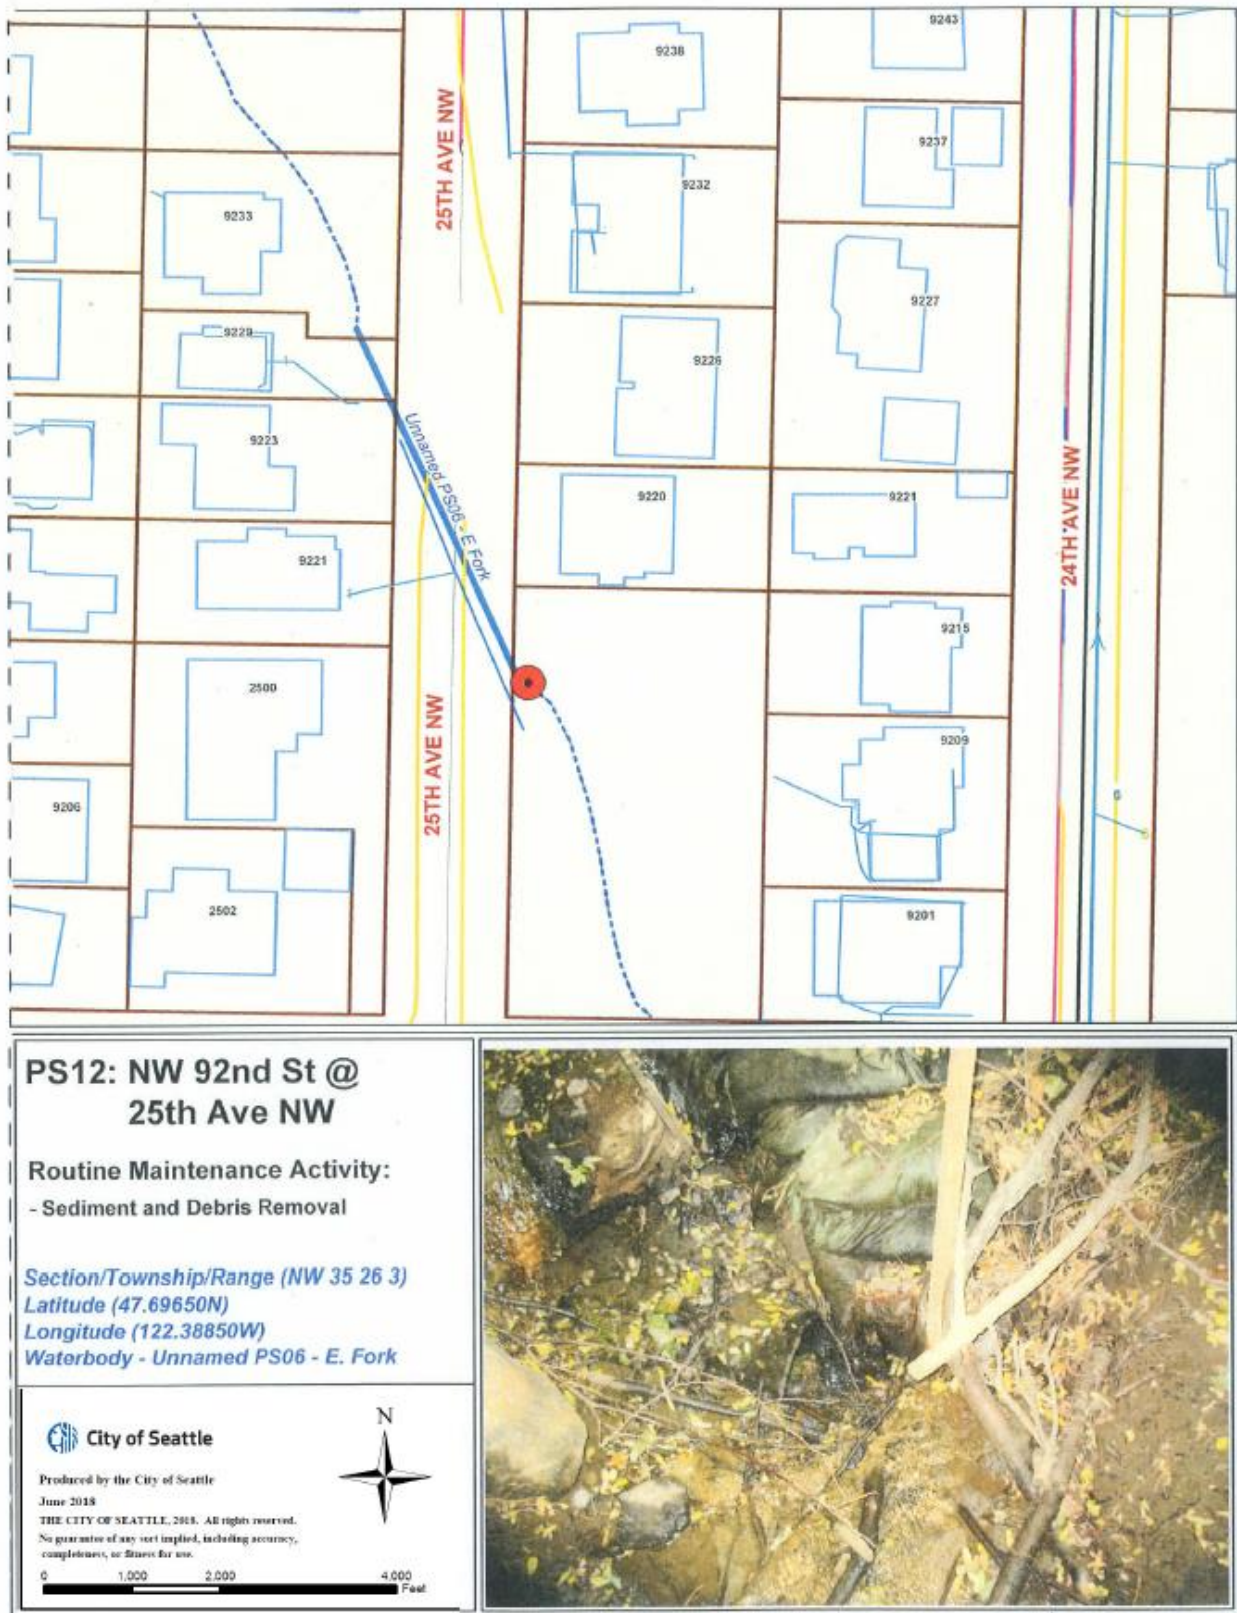 9243
9238
25TH AVE NW
9237
9232
9233
9227
9229
9226
Unnamed PS06 - E. Fork
9223
9220
9221
24TH AVE NW
9221
9215
2500
9209
25TH AVE NW
9206
2502
9201
PS12: NW 92nd St @
25th Ave NW
Routine Maintenance Activity:
- Sediment and Debris Removal
Section/Township/Range (NW 35 26 3)
Latitude (47.69650N)
Longitude (122.38850W)
Waterbody - Unnamed PS06 - E. Fork
City of Seattle
N
Produced by the City of Seattle
June 2018
THE CITY OF SEATTLE, 2018. All rights reserved.
No guarantee of any sort implied, including accuracy,
completeness, or fitness for use.
0 1,000 2,000 4,000
Feet